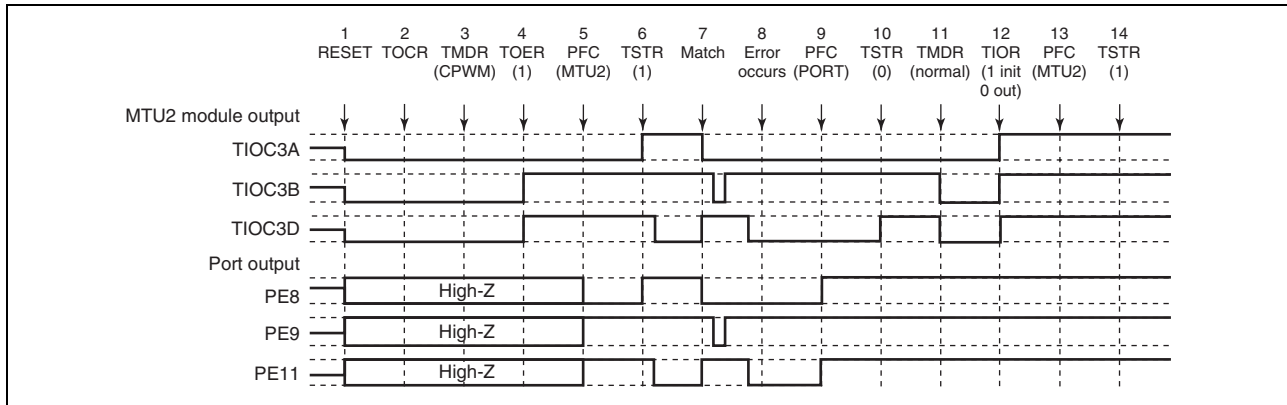 1 2 3 4 5 6 7 8 9 10 11 12 13 14
RESET TOCR TMDR TOER PFC TSTR Match Error PFC TSTR TMDR TIOR PFC TSTR
(CPWM) (1) (MTU2) (1) occurs (PORT) (0) (normal) (1 init (MTU2) (1)
0 out)
MTU2 module output
TIOC3A
TIOC3B
TIOC3D
Port output
PE8 High-Z
PE9 High-Z
PE11 High-Z